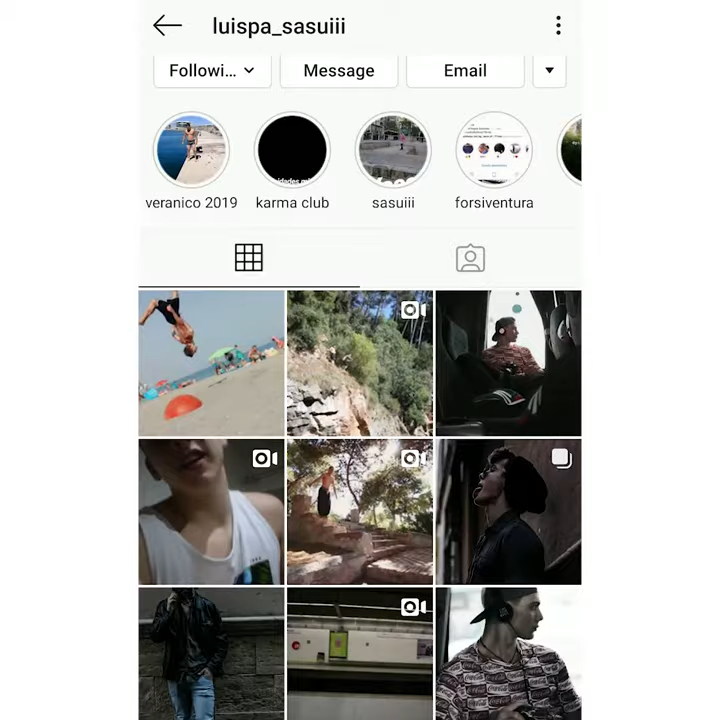 luispa_sasuiii
Followi... Message Email
veranico 2019 karma club sasuiii forsiventura